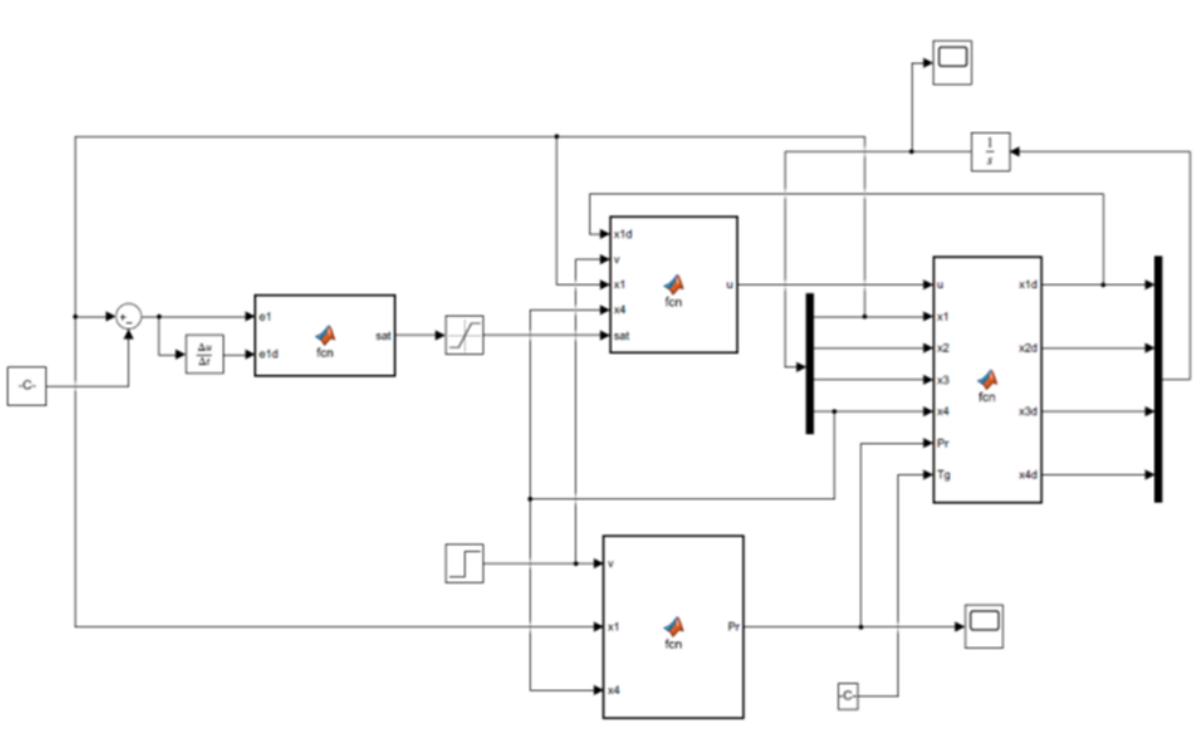 1
s
x1d
v
x1
x4
sat
u
fcn
u
x1
x2
x3
x4
Pr
Tg
x1d
x2d
x3d
x4d
fcn
+
−
Δu
Δt
e1
e1d
sat
fcn
-C-
v
x1
x4
Pr
fcn
-C-